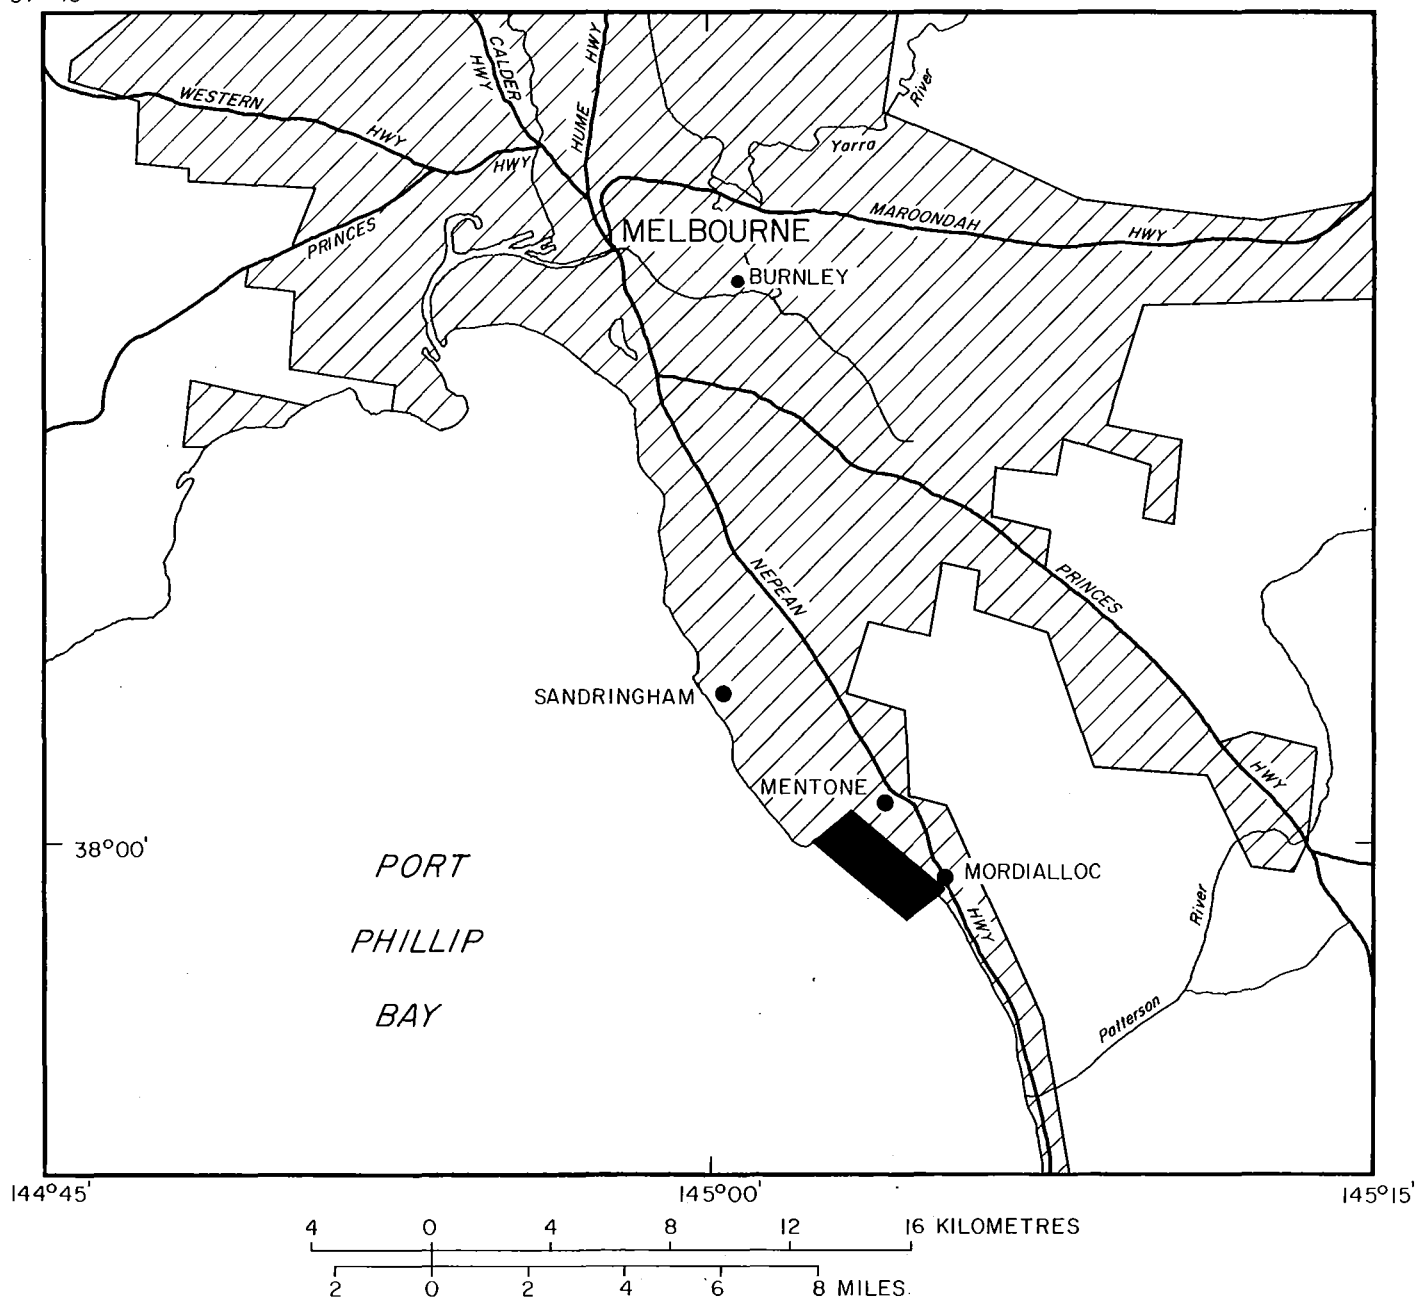 CALDER
HWY
HUME
HWY
River
WESTERN
HWY
HWY
Yarra
PRINCES
MELBOURNE
MAROONDAH
HWY
BURNLEY
NEPEAN
PRINCES
SANDRINGHAM
HWY
MENTONE
38°00'
PORT
MORDIALLOC
PHILLIP
HWY
River
BAY
Patterson
144°45'
145°00'
145°15'
4 0 4 8 12 16 KILOMETRES
2 0 2 4 6 8 MILES